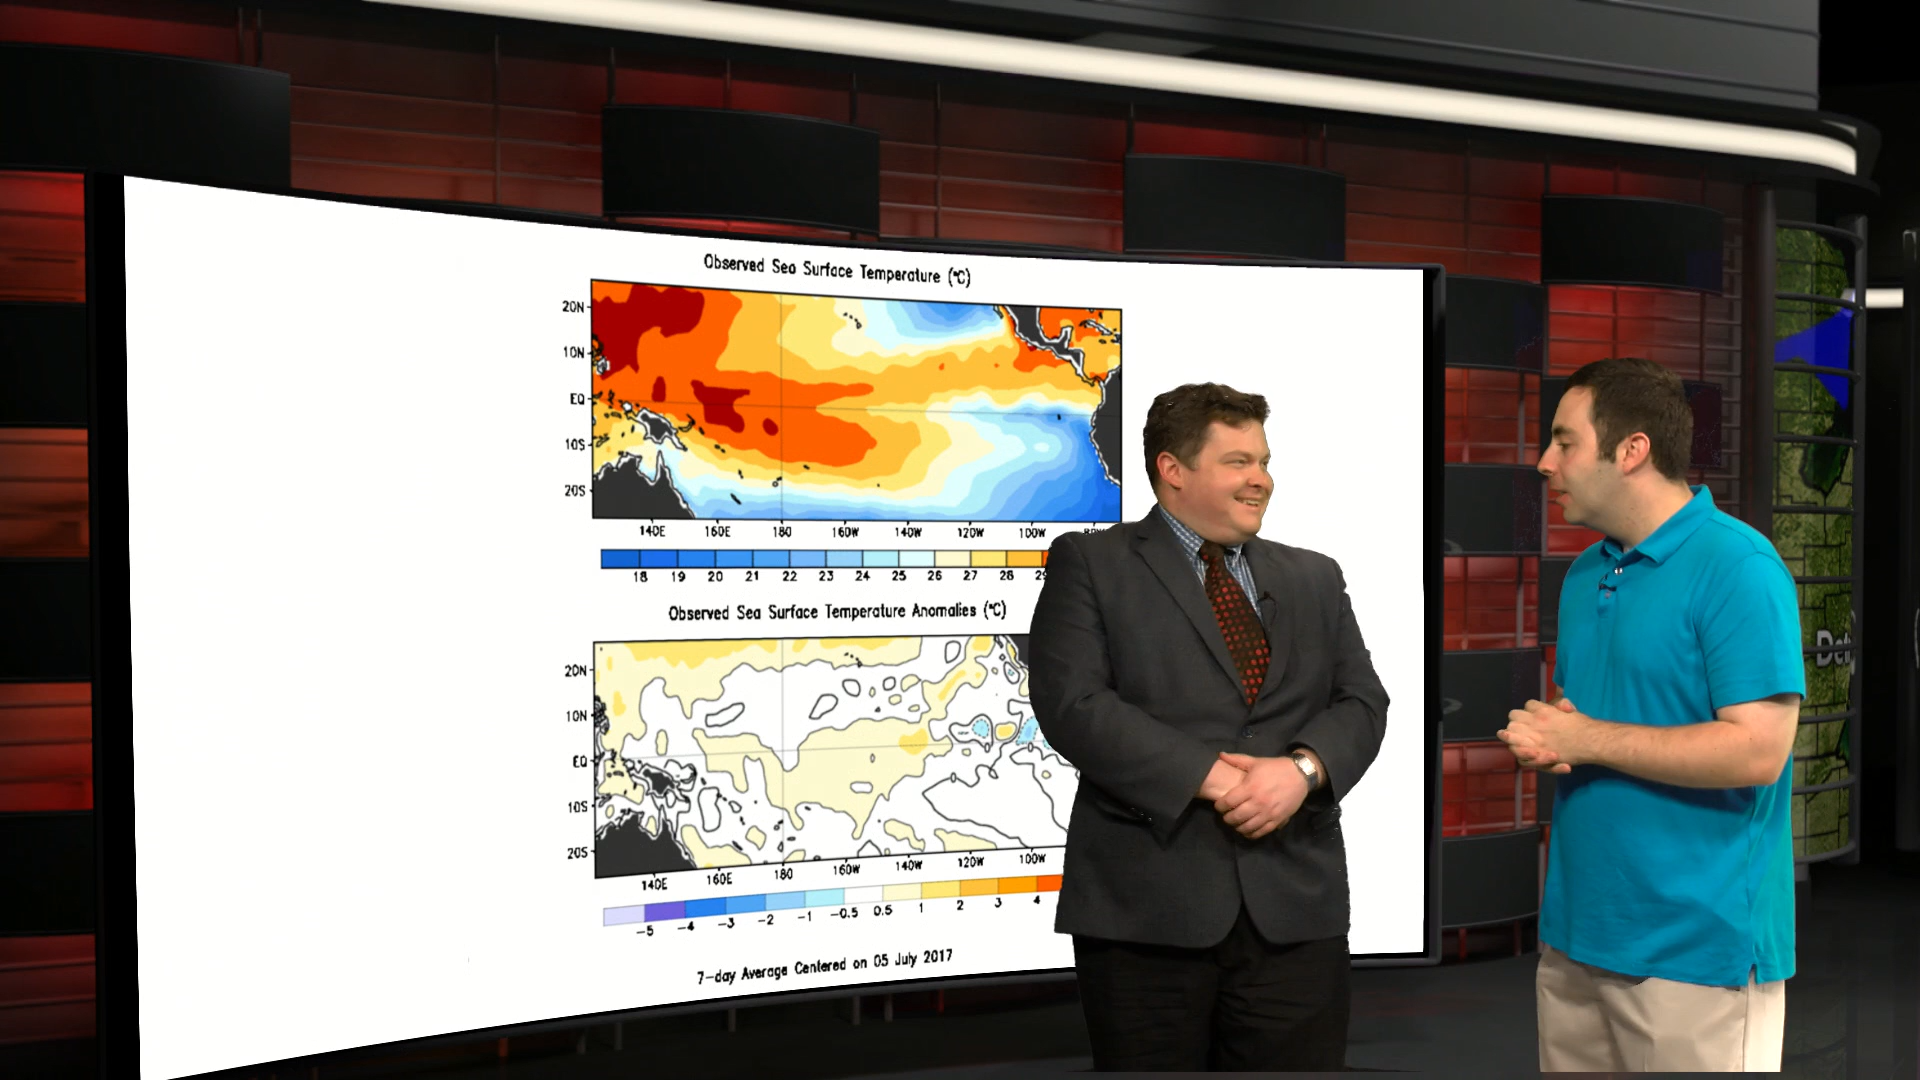 Observed Sea Surface Temperature (°C)
20N
10N
EQ
10S
20S
140E 160E 180 160W 140W 120W 100W
18 19 20 21 22 23 24 25 26 27 28
Observed Sea Surface Temperature Anomalies (°C)
20N
10N
EQ
10S
20S
140E 160E 180 160W 140W 120W 100W
-5 -4 -3 -2 -1 -0.5 0.5 1 2 3 4
7-day Average Centered on 05 July 2017